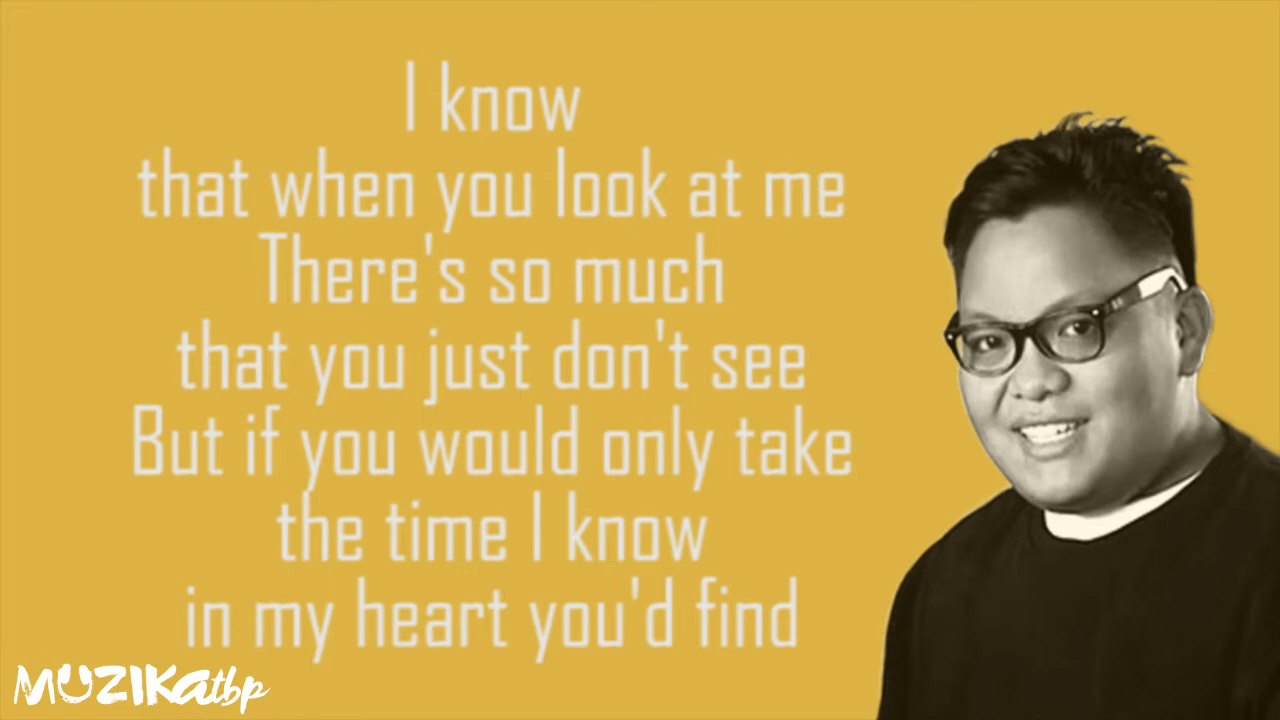 I know
that when you look at me
There's so much
that you just don't see
But if you would only take
the time I know
in my heart you'd find
MUZIKAtbp